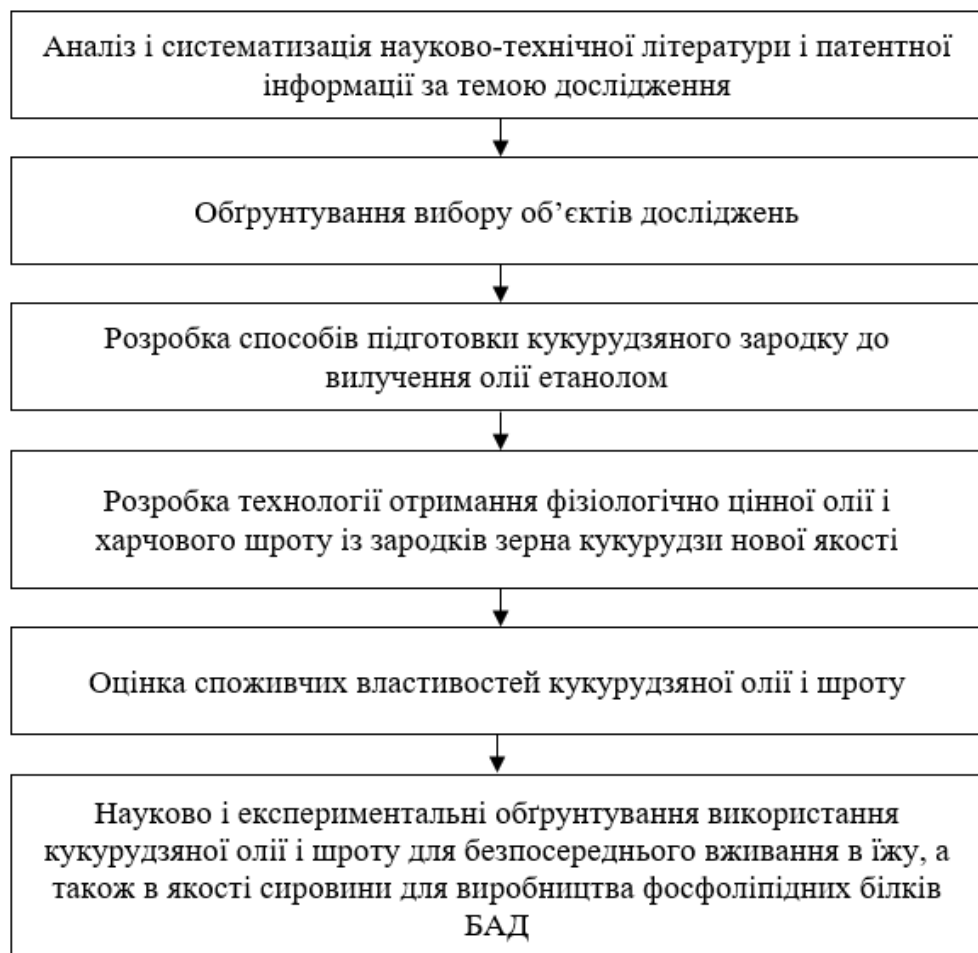 Аналіз і систематизація науково-технічної літератури і патентної
інформації за темою дослідження
Обґрунтування вибору об’єктів досліджень
Розробка способів підготовки кукурудзяного зародку до
вилучення олії етанолом
Розробка технології отримання фізіологічно цінної олії і
харчового шроту із зародків зерна кукурудзи нової якості
Оцінка споживчих властивостей кукурудзяної олії і шроту
Науково і експериментальні обґрунтування використання
кукурудзяної олії і шроту для безпосереднього вживання в їжу, а
також в якості сировини для виробництва фосфоліпідних білків
БАД